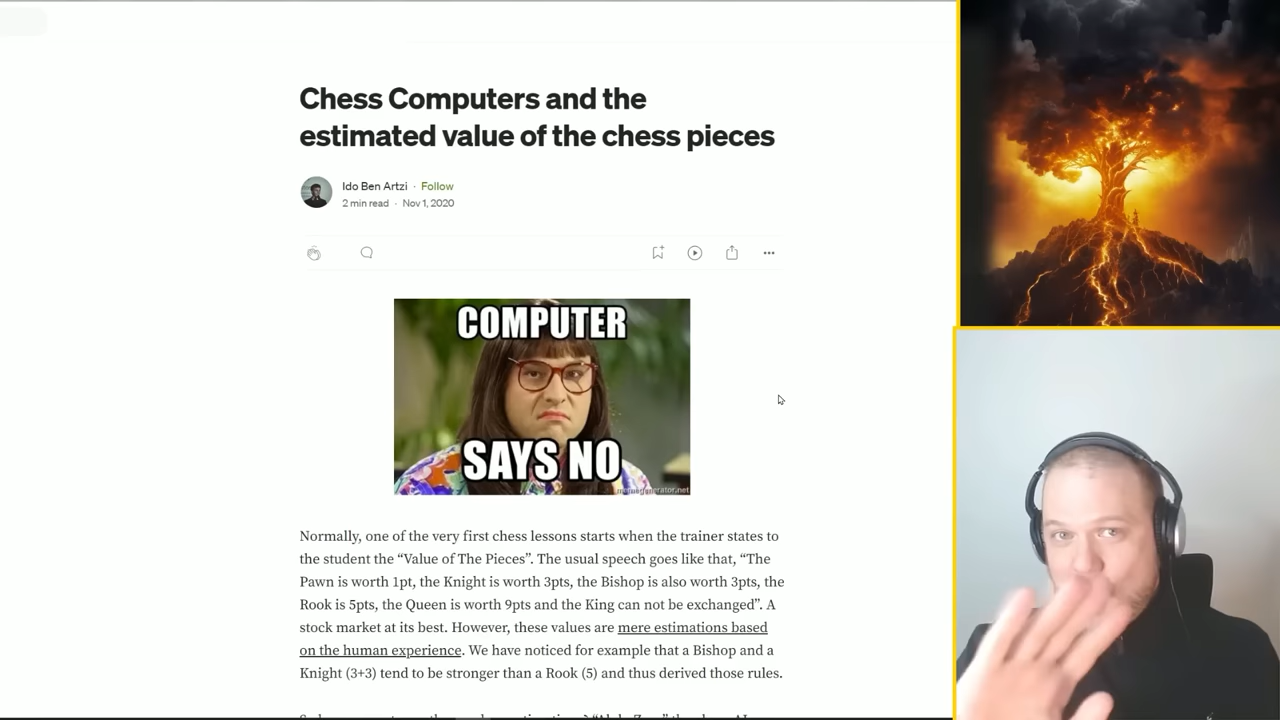 Chess Computers and the
estimated value of the chess pieces
Ido Ben Artzi · Follow
2 min read · Nov 1, 2020
COMPUTER
SAYS NO
memegenerator.net
Normally, one of the very first chess lessons starts when the trainer states to
the student the “Value of The Pieces”. The usual speech goes like that, “The
Pawn is worth 1pt, the Knight is worth 3pts, the Bishop is also worth 3pts, the
Rook is 5pts, the Queen is worth 9pts and the King can not be exchanged”. A
stock market at its best. However, these values are mere estimations based
on the human experience. We have noticed for example that a Bishop and a
Knight (3+3) tend to be stronger than a Rook (5) and thus derived those rules.